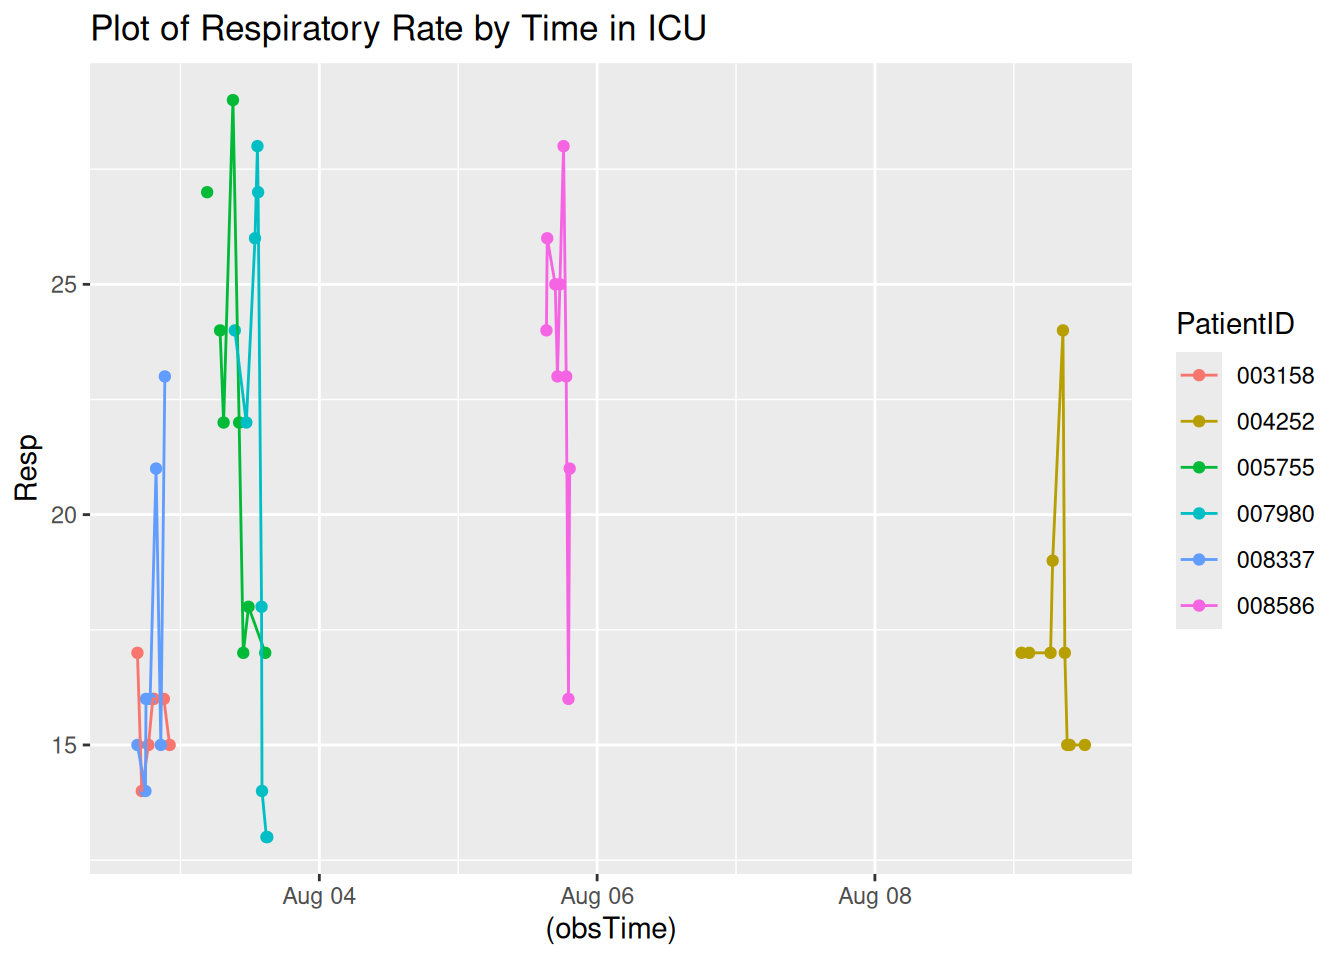 Plot of Respiratory Rate by Time in ICU
Resp
25
20
15
Aug 04
Aug 06
Aug 08
(obsTime)
PatientID
003158
004252
005755
007980
008337
008586